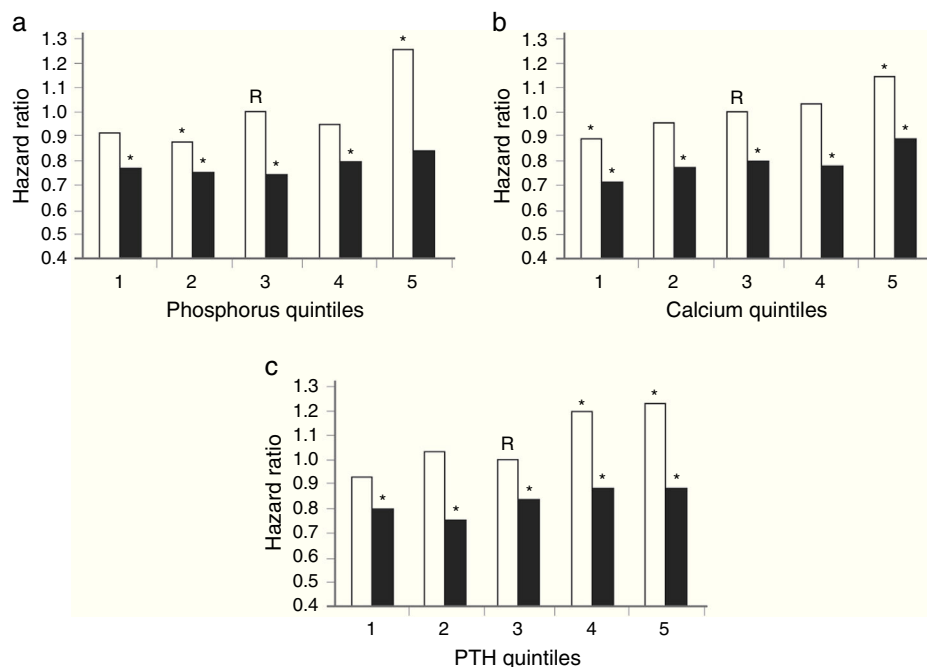 a
1.3
1.2
1.1
1.0
0.9
0.8
0.7
0.6
0.5
0.4
Hazard ratio
* * R * * * *
1 2 3 4 5
Phosphorus quintiles
b
1.3
1.2
1.1
1.0
0.9
0.8
0.7
0.6
0.5
0.4
Hazard ratio
* * * R * * * *
1 2 3 4 5
Calcium quintiles
c
1.3
1.2
1.1
1.0
0.9
0.8
0.7
0.6
0.5
0.4
Hazard ratio
* * R * * * * *
1 2 3 4 5
PTH quintiles